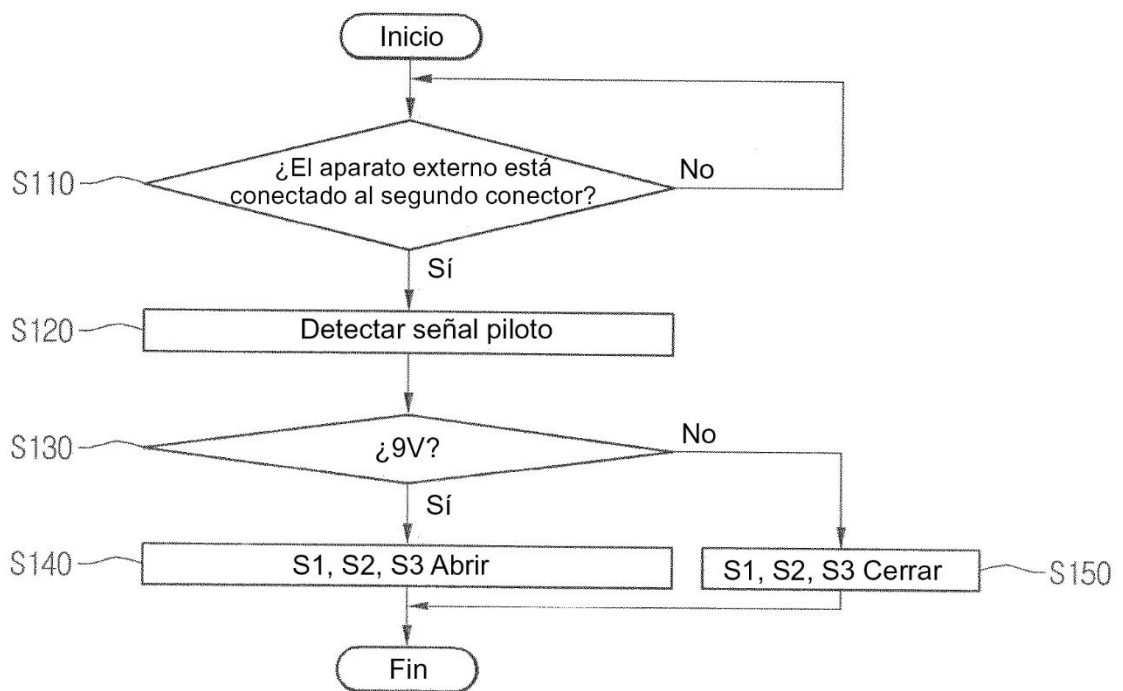 Inicio
¿El aparato externo está
conectado al segundo conector?
No
S110
Sí
S120
Detectar señal piloto
S130
¿9V?
No
Sí
S140
S1, S2, S3 Abrir
S1, S2, S3 Cerrar
S150
Fin